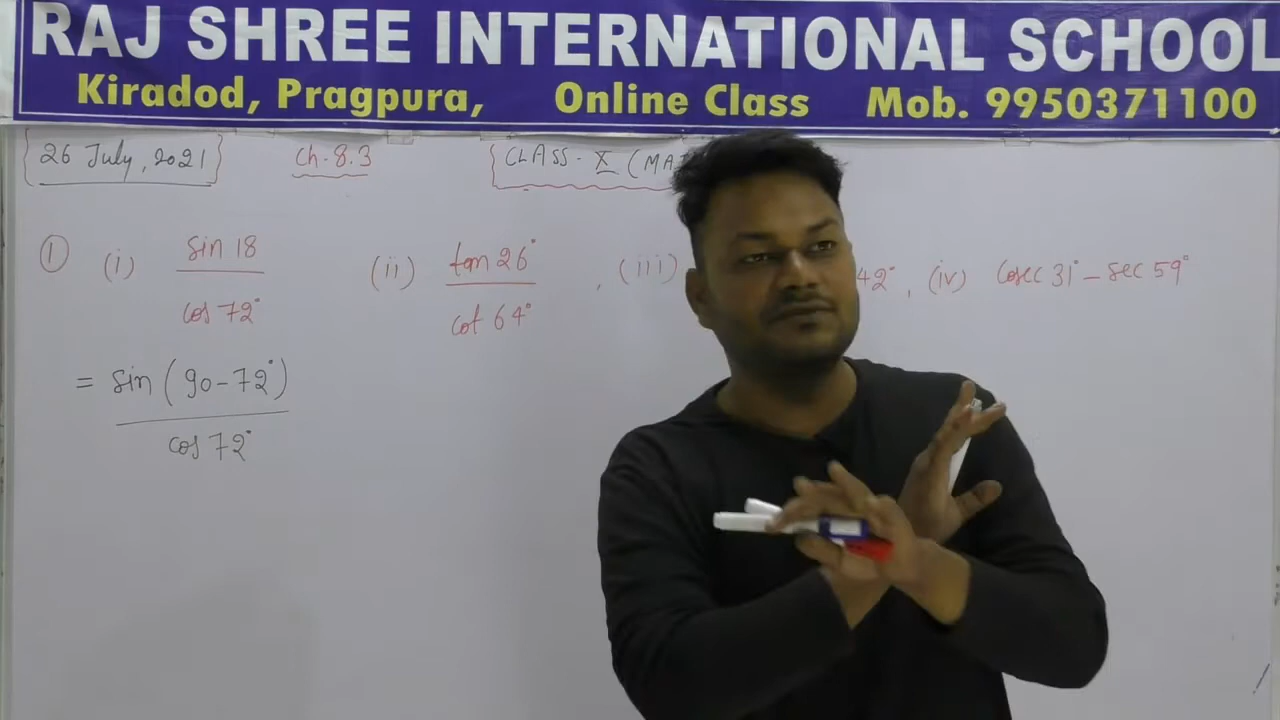 RAJ SHREE INTERNATIONAL SCHOOL
Kiradod, Pragpura, Online Class Mob. 9950371100
26 July, 2021 Ch-8.3 CLASS - X
(i) sin 18 / cos 72° (ii) tan 26° / cot 64° , (iii) 42° , (iv) cosec 31° - sec 59°
= sin (90-72°) / cos 72°